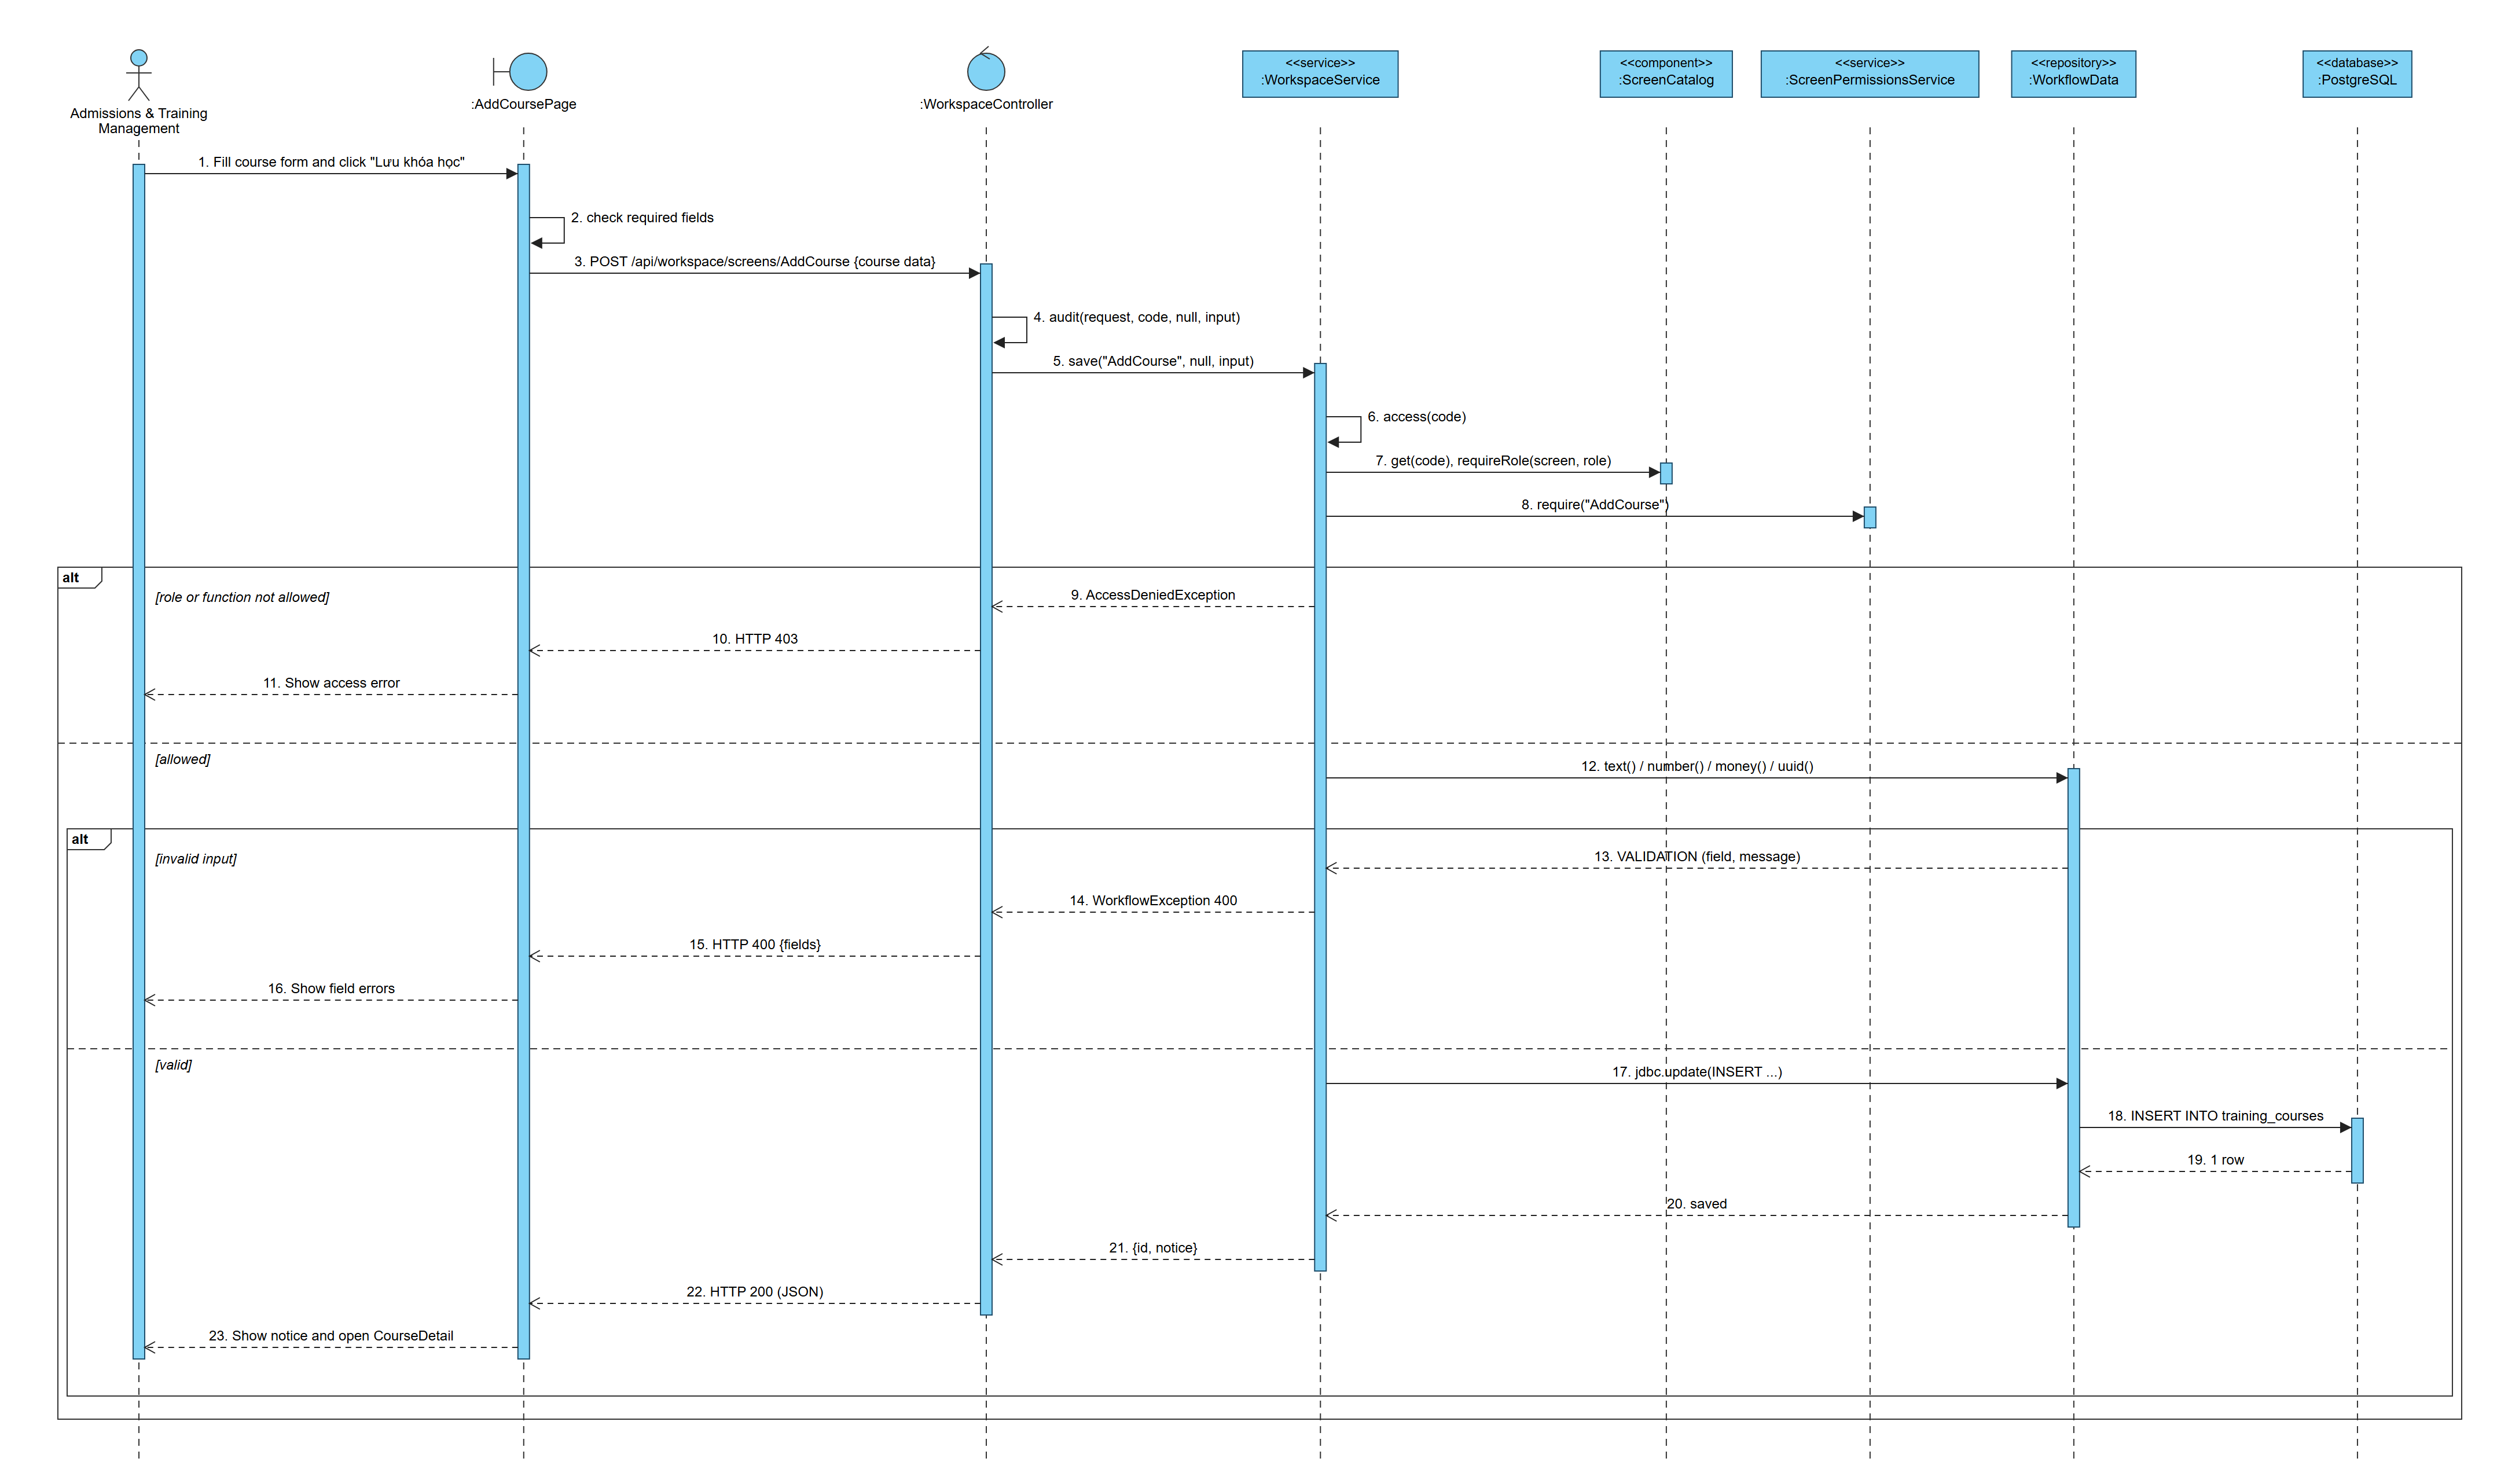 Admissions & Training
Management
:AddCoursePage
:WorkspaceController
<<service>>
:WorkspaceService
<<component>>
:ScreenCatalog
<<service>>
:ScreenPermissionsService
<<repository>>
:WorkflowData
<<database>>
:PostgreSQL
1. Fill course form and click "Lưu khóa học"
2. check required fields
3. POST /api/workspace/screens/AddCourse {course data}
4. audit(request, code, null, input)
5. save("AddCourse", null, input)
6. access(code)
7. get(code), requireRole(screen, role)
8. require("AddCourse")
alt
[role or function not allowed]
9. AccessDeniedException
10. HTTP 403
11. Show access error
[allowed]
12. text() / number() / money() / uuid()
alt
[invalid input]
13. VALIDATION (field, message)
14. WorkflowException 400
15. HTTP 400 {fields}
16. Show field errors
[valid]
17. jdbc.update(INSERT ...)
18. INSERT INTO training_courses
19. 1 row
20. saved
21. {id, notice}
22. HTTP 200 (JSON)
23. Show notice and open CourseDetail